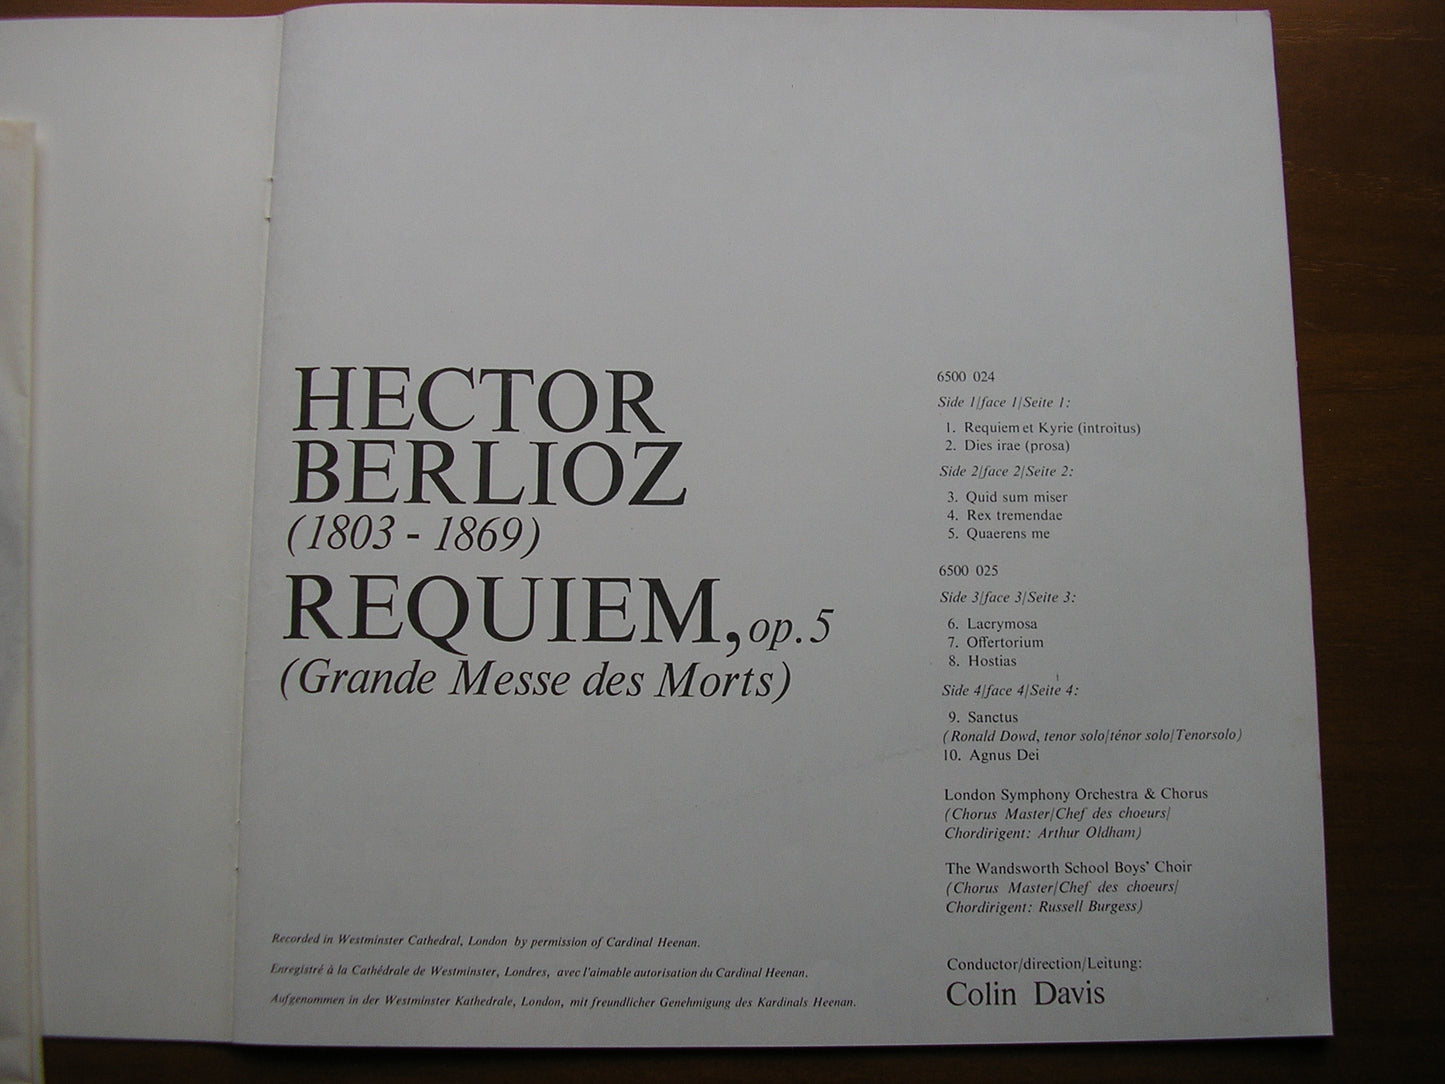 HECTOR
BERLIOZ
(1803 - 1869)
REQUIEM, op. 5
(Grande Messe des Morts)
Recorded in Westminster Cathedral, London by permission of Cardinal Heenan.
Enregistré à la Cathédrale de Westminster, Londres, avec l'aimable autorisation du Cardinal Heenan.
Aufgenommen in der Westminster Kathedrale, London, mit freundlicher Genehmigung des Kardinals Heenan.
6500 024
Side 1/face 1/Seite 1:
1. Requiem et Kyrie (introitus)
2. Dies irae (prosa)
Side 2/face 2/Seite 2:
3. Quid sum miser
4. Rex tremendae
5. Quaerens me
6500 025
Side 3/face 3/Seite 3:
6. Lacrymosa
7. Offertorium
8. Hostias
Side 4/face 4/Seite 4:
9. Sanctus
(Ronald Dowd, tenor solo/ténor solo/Tenorsolo)
10. Agnus Dei
London Symphony Orchestra & Chorus
(Chorus Master/Chef des choeurs/
Chordirigent: Arthur Oldham)
The Wandsworth School Boys' Choir
(Chorus Master/Chef des choeurs/
Chordirigent: Russell Burgess)
Conductor/direction/Leitung:
Colin Davis